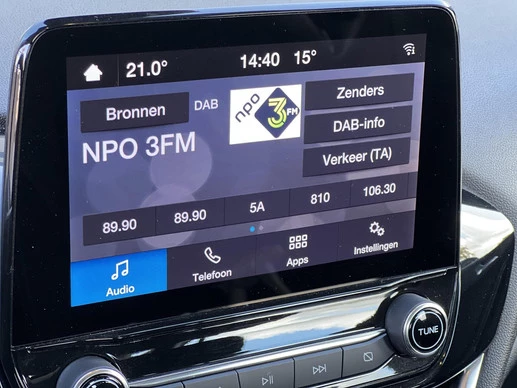 21.0° 14:40 15°
Bronnen DAB npo 3FM Zenders
DAB-info
NPO 3FM
Verkeer (TA)
89.90 89.90 5A 810 106.30
Audio Telefoon Apps Instellingen
TUNE